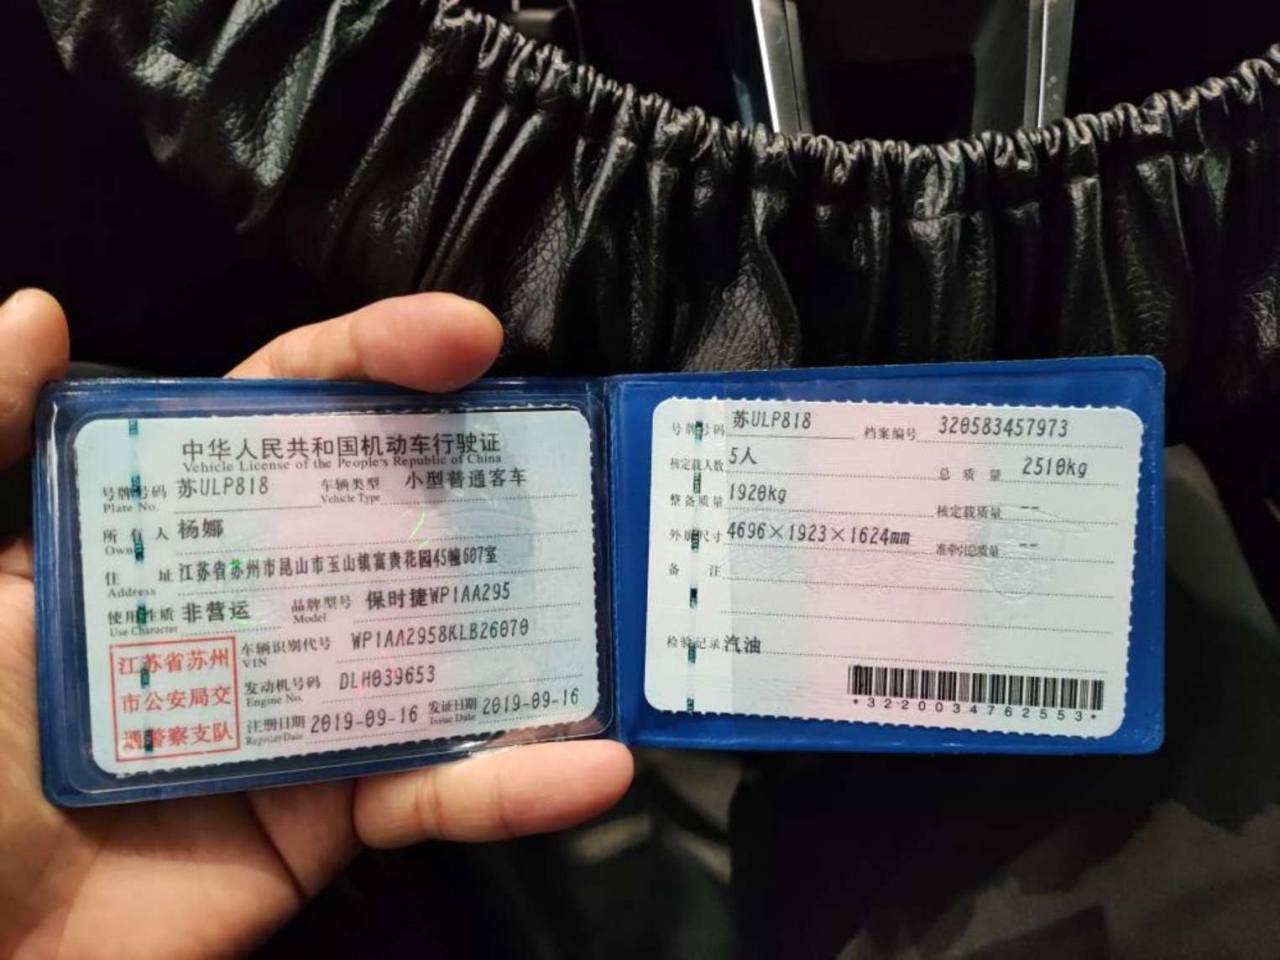 中华人民共和国机动车行驶证
Vehicle License of the People's Republic of China
号牌号码 苏ULP818 车辆类型 小型普通客车
Plate No. Vehicle Type
所有人 杨娜
Owner
住址 江苏省苏州市昆山市玉山镇富贵花园45幢607室
Address
使用性质 非营运 品牌型号 保时捷WP1AA295
Use Character Model
车辆识别代号 WP1AA2958KLB26070
VIN
发动机号码 DLH039653
Engine No.
注册日期 2019-09-16 发证日期 2019-09-16
Register Date Issue Date
江苏省苏州
市公安局交
通警察支队
号牌号码 苏ULP818 档案编号 320583457973
核定载人数 5人 总质量 2510kg
整备质量 1920kg 核定载质量 --
外廓尺寸 4696×1923×1624mm 准牵引总质量 --
备注
检验记录 汽油
*3220034762553*